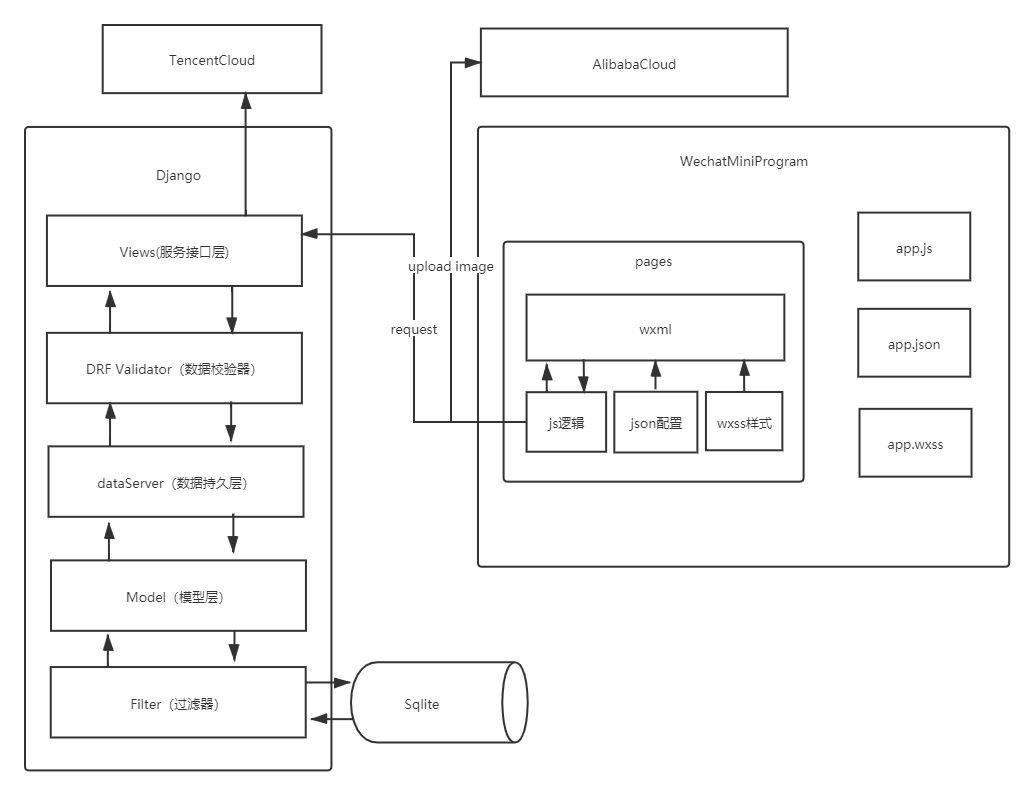 TencentCloud
AlibabaCloud
Django
Views(服务接口层)
DRF Validator（数据校验器）
dataServer（数据持久层）
Model（模型层）
Filter（过滤器）
Sqlite
upload image
request
WechatMiniProgram
pages
wxml
js逻辑
json配置
wxss样式
app.js
app.json
app.wxss